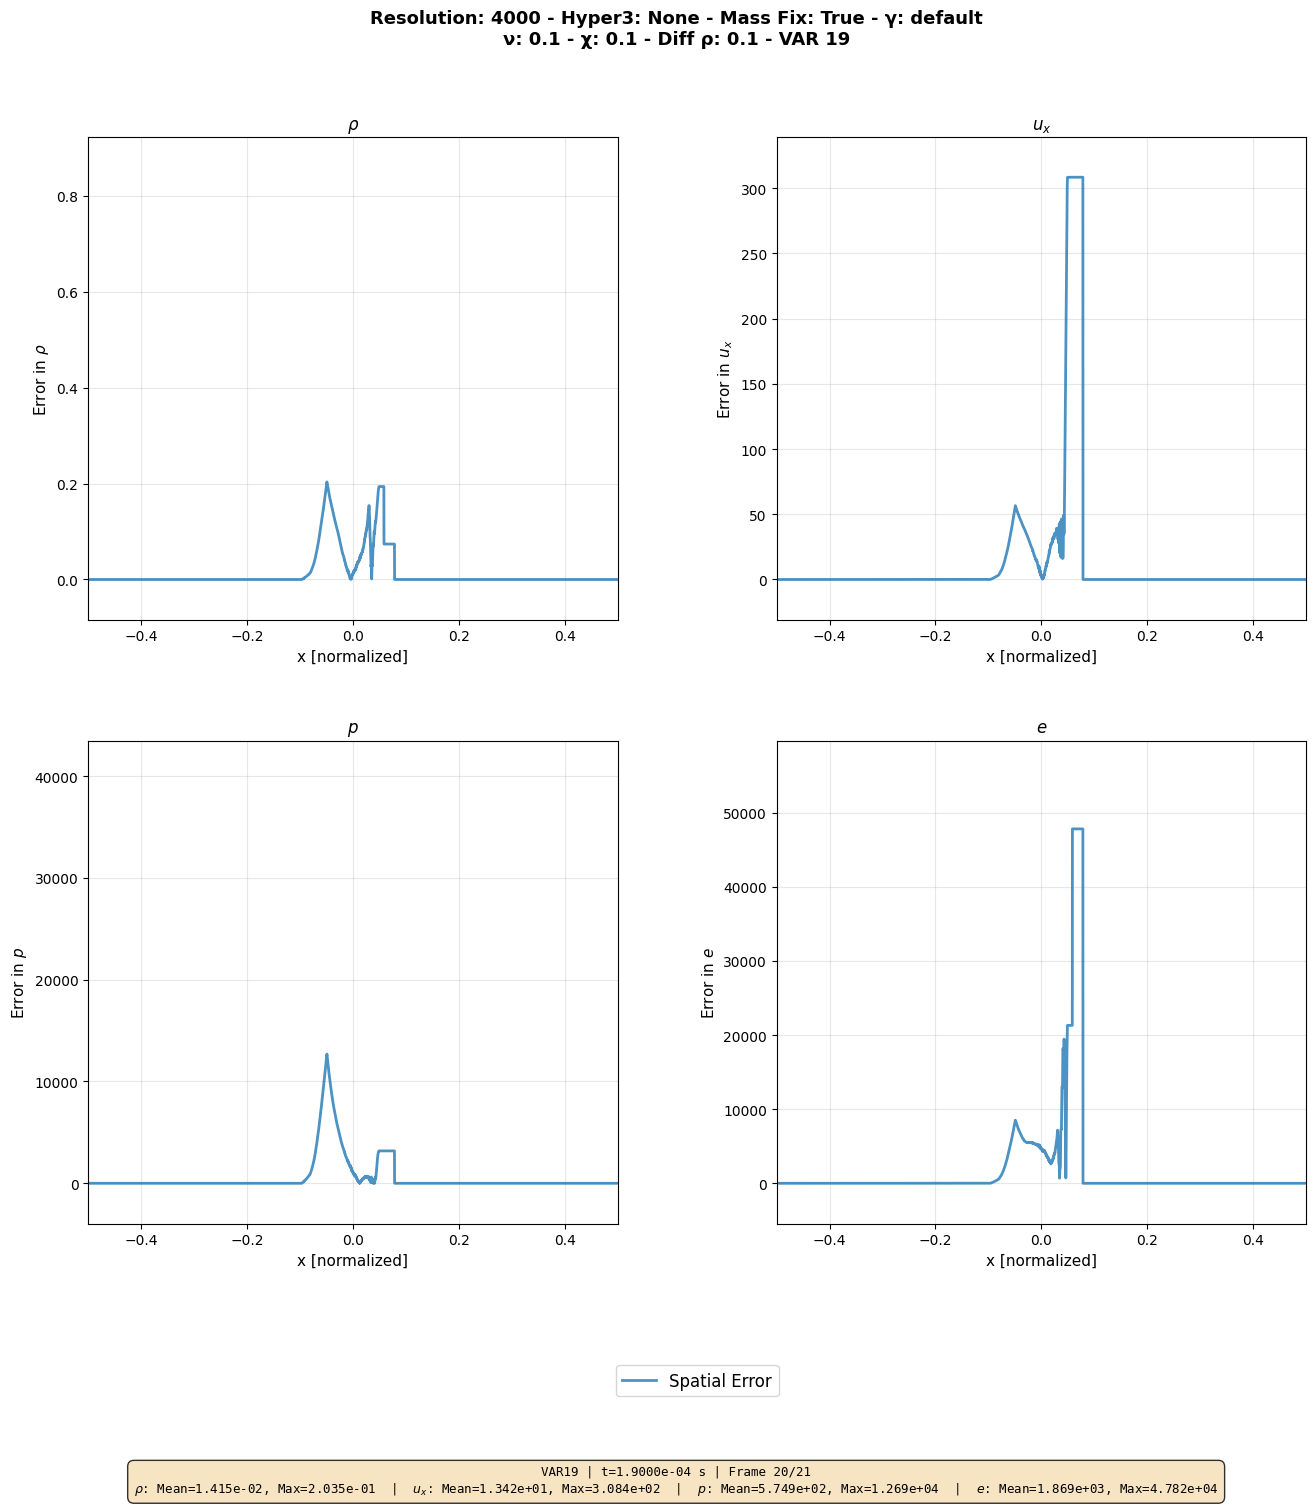 Resolution: 4000 - Hyper3: None - Mass Fix: True - γ: default
ν: 0.1 - χ: 0.1 - Diff ρ: 0.1 - VAR 19
ρ
0.8
0.6
0.4
0.2
0.0
Error in ρ
−0.4 −0.2 0.0 0.2 0.4
x [normalized]
uₓ
300
250
200
150
100
50
0
Error in uₓ
−0.4 −0.2 0.0 0.2 0.4
x [normalized]
p
40000
30000
20000
10000
0
Error in p
−0.4 −0.2 0.0 0.2 0.4
x [normalized]
e
50000
40000
30000
20000
10000
0
Error in e
−0.4 −0.2 0.0 0.2 0.4
x [normalized]
Spatial Error
VAR19 | t=1.9000e-04 s | Frame 20/21
ρ: Mean=1.415e-02, Max=2.035e-01 | uₓ: Mean=1.342e+01, Max=3.084e+02 | p: Mean=5.749e+02, Max=1.269e+04 | e: Mean=1.869e+03, Max=4.782e+04